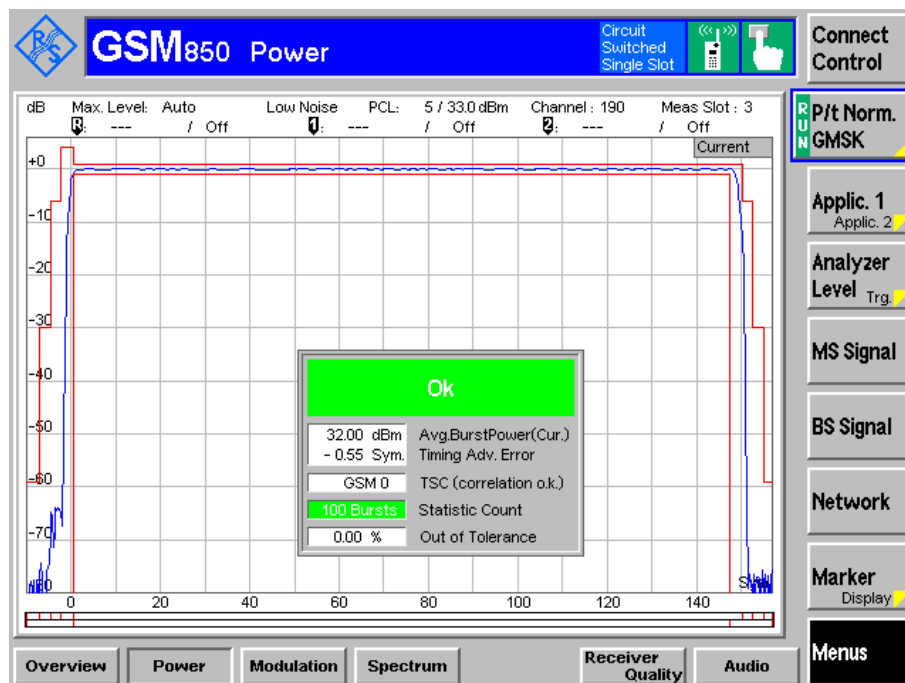 R S
GSM850 Power
Circuit Switched Single Slot
Connect Control
dB Max. Level: Auto Low Noise PCL: 5 / 33.0 dBm Channel : 190 Meas Slot : 3
R: --- / Off 1: --- / Off 2: --- / Off
Current
RUN P/t Norm. GMSK
Applic. 1
Applic. 2
Analyzer Level Trg.
MS Signal
BS Signal
Network
Marker
Display
Menus
+0
-10
-20
-30
-40
-50
-60
-70
Ok
32.00 dBm Avg.BurstPower(Cur.)
- 0.55 Sym. Timing Adv. Error
GSM 0 TSC (correlation o.k.)
100 Bursts Statistic Count
0.00 % Out of Tolerance
0 20 40 60 80 100 120 140
Overview Power Modulation Spectrum Receiver Quality Audio